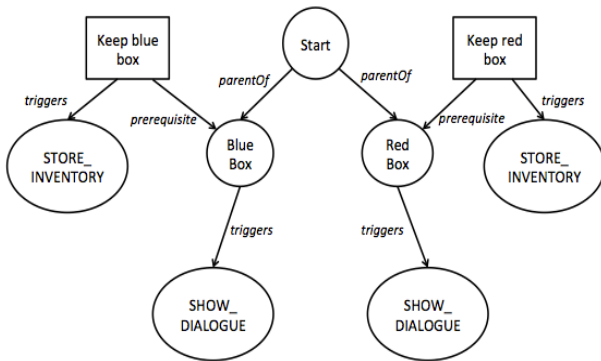 Keep blue
box
Start
Keep red
box
parentOf
parentOf
triggers
prerequisite
prerequisite
triggers
STORE_
INVENTORY
Blue
Box
Red
Box
STORE_
INVENTORY
triggers
triggers
SHOW_
DIALOGUE
SHOW_
DIALOGUE